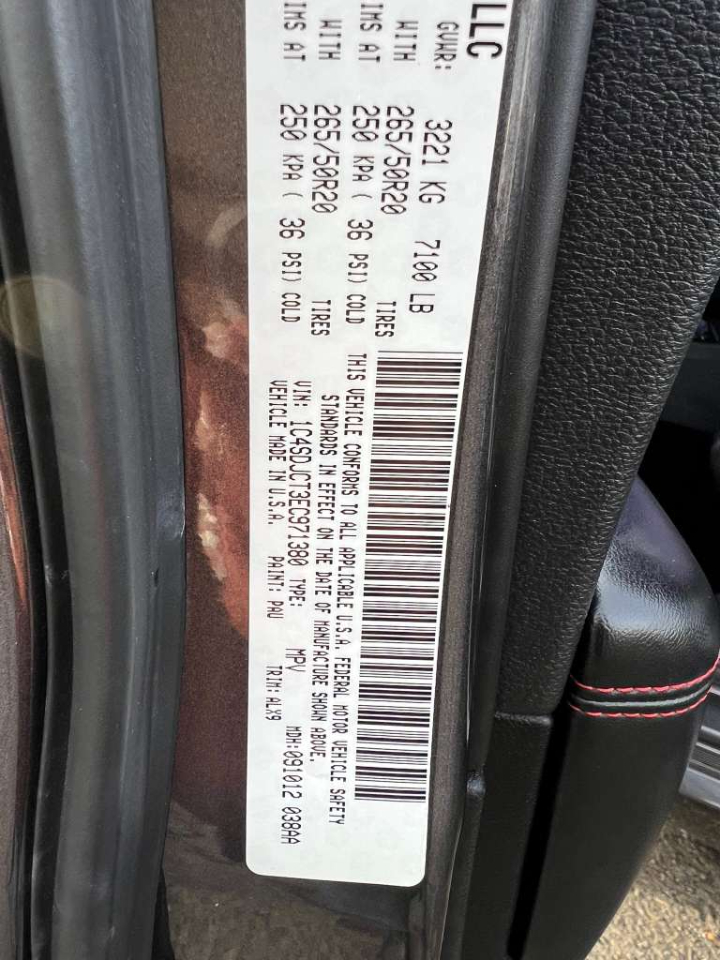 LLC
GVWR: 3221 KG 7100 LB
WITH 265/50R20 TIRES
IMS AT 250 KPA ( 36 PSI) COLD
WITH 265/50R20 TIRES
IMS AT 250 KPA ( 36 PSI) COLD
THIS VEHICLE CONFORMS TO ALL APPLICABLE U.S.A. FEDERAL MOTOR VEHICLE SAFETY
STANDARDS IN EFFECT ON THE DATE OF MANUFACTURE SHOWN ABOVE.
VIN: 1C4SDJCT3EC971380 TYPE: MPV MDH:091012 038AA
VEHICLE MADE IN U.S.A. PAINT: PAU TRIM: ALX9